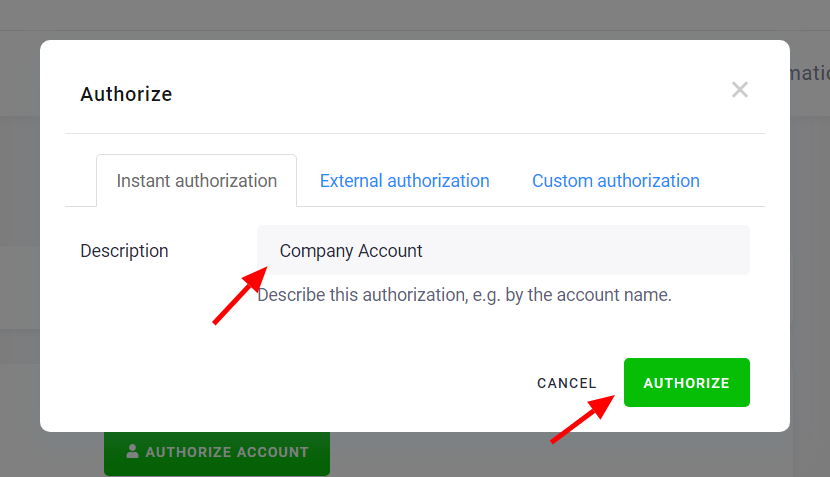 matic
Authorize
Instant authorization External authorization Custom authorization
Description Company Account
Describe this authorization, e.g. by the account name.
CANCEL AUTHORIZE
AUTHORIZE ACCOUNT